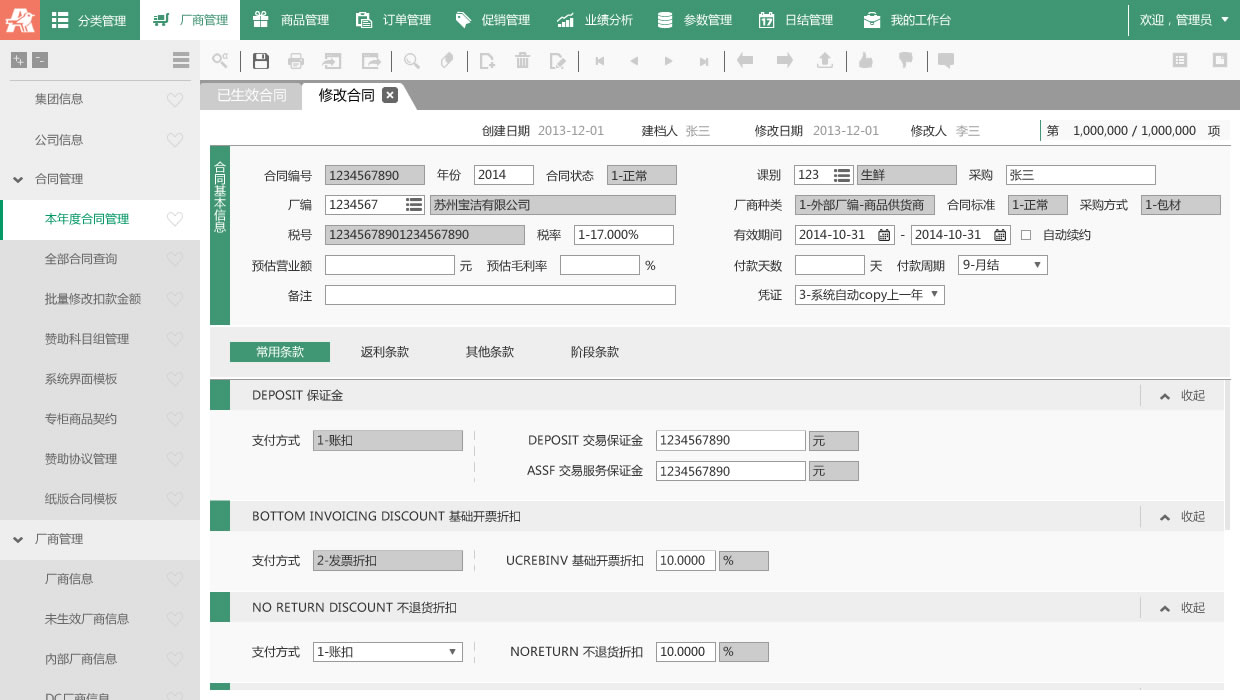 分类管理 厂商管理 商品管理 订单管理 促销管理 业绩分析 参数管理 日结管理 我的工作台 欢迎，管理员
集团信息
公司信息
合同管理
本年度合同管理
全部合同查询
批量修改扣款金额
赞助科目组管理
系统界面模板
专柜商品契约
赞助协议管理
纸版合同模板
厂商管理
厂商信息
未生效厂商信息
内部厂商信息
DC厂商信息
已生效合同 修改合同
创建日期 2013-12-01 建档人 张三 修改日期 2013-12-01 修改人 李三 第 1,000,000 / 1,000,000 项
合同基本信息
合同编号 1234567890 年份 2014 合同状态 1-正常 课别 123 生鲜 采购 张三
厂编 1234567 苏州宝洁有限公司 厂商种类 1-外部厂编-商品供货商 合同标准 1-正常 采购方式 1-包材
税号 12345678901234567890 税率 1-17.000% 有效期间 2014-10-31 - 2014-10-31 自动续约
预估营业额 元 预估毛利率 % 付款天数 天 付款周期 9-月结
备注 凭证 3-系统自动copy上一年
常用条款 返利条款 其他条款 阶段条款
DEPOSIT 保证金 收起
支付方式 1-账扣 DEPOSIT 交易保证金 1234567890 元
ASSF 交易服务保证金 1234567890 元
BOTTOM INVOICING DISCOUNT 基础开票折扣 收起
支付方式 2-发票折扣 UCREBINV 基础开票折扣 10.0000 %
NO RETURN DISCOUNT 不退货折扣 收起
支付方式 1-账扣 NORETURN 不退货折扣 10.0000 %